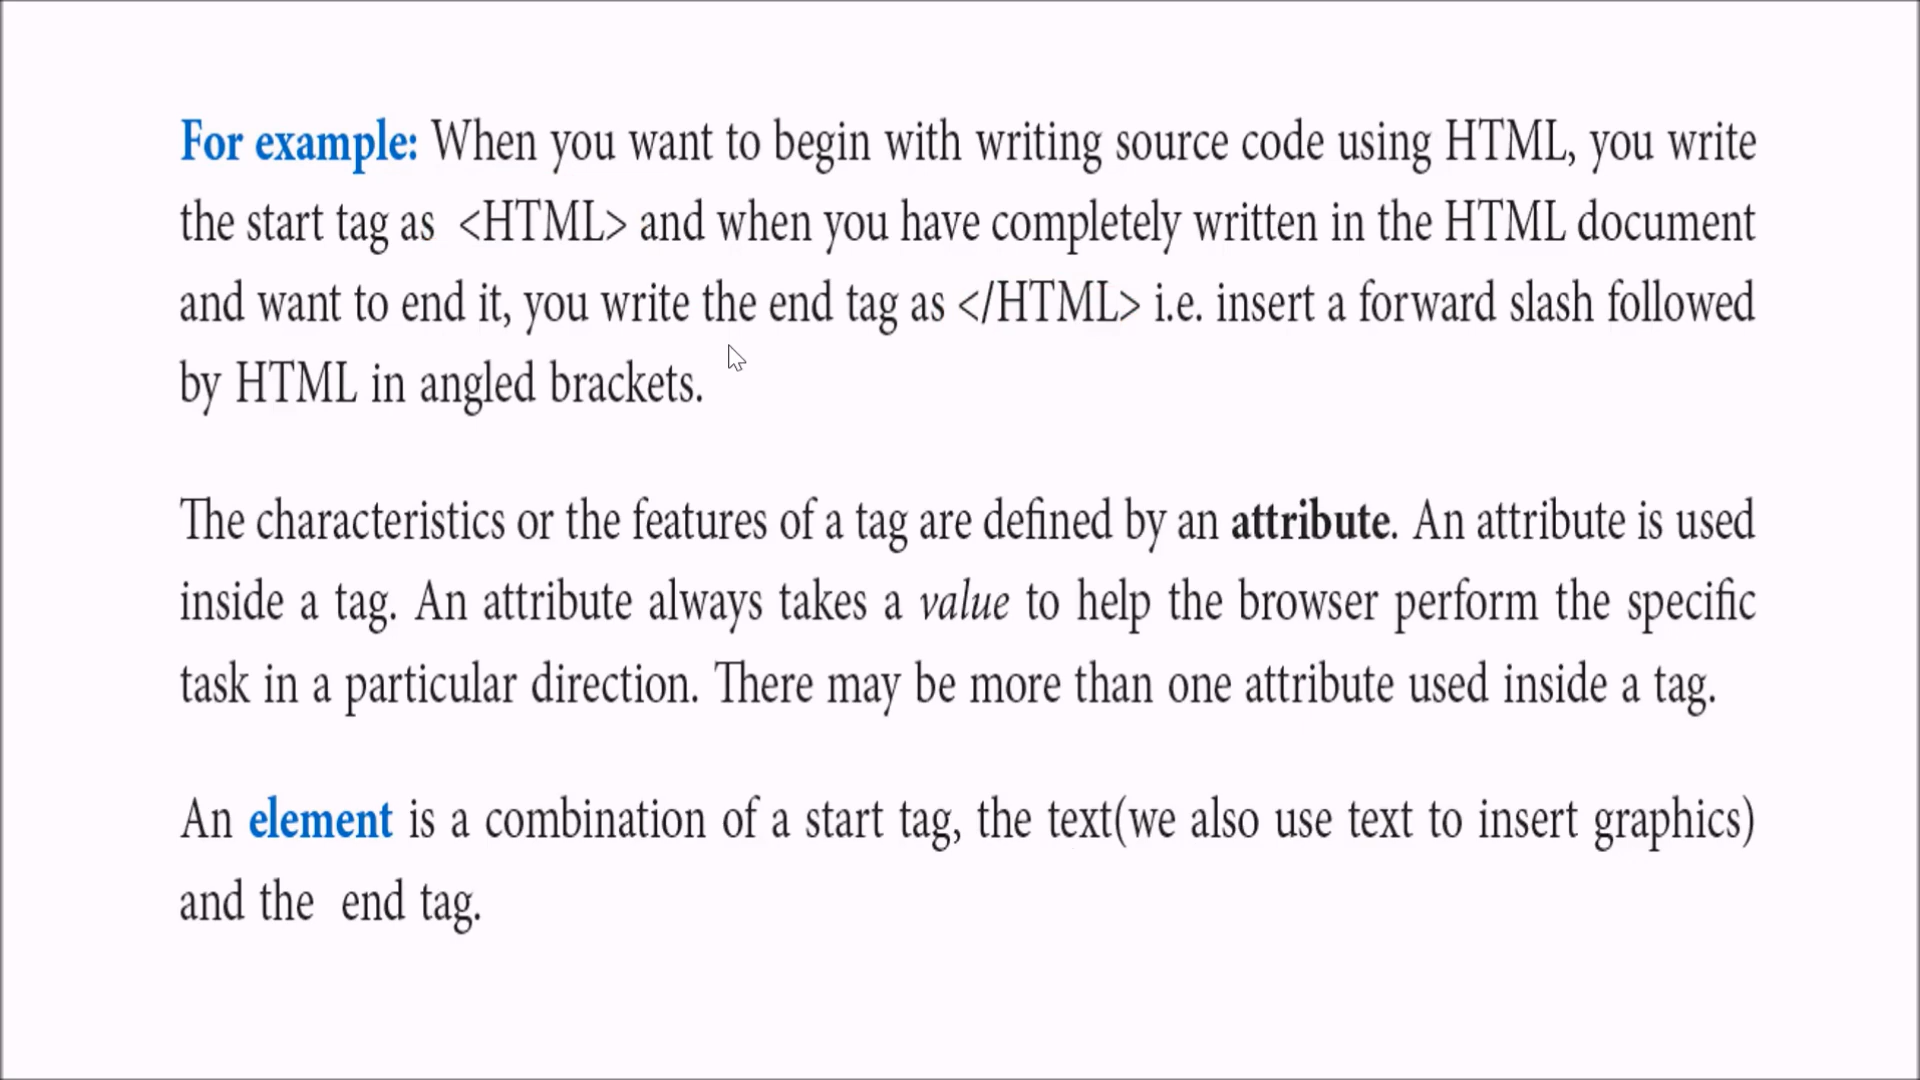 For example: When you want to begin with writing source code using HTML, you write
the start tag as <HTML> and when you have completely written in the HTML document
and want to end it, you write the end tag as </HTML> i.e. insert a forward slash followed
by HTML in angled brackets.
The characteristics or the features of a tag are defined by an attribute. An attribute is used
inside a tag. An attribute always takes a value to help the browser perform the specific
task in a particular direction. There may be more than one attribute used inside a tag.
An element is a combination of a start tag, the text(we also use text to insert graphics)
and the end tag.